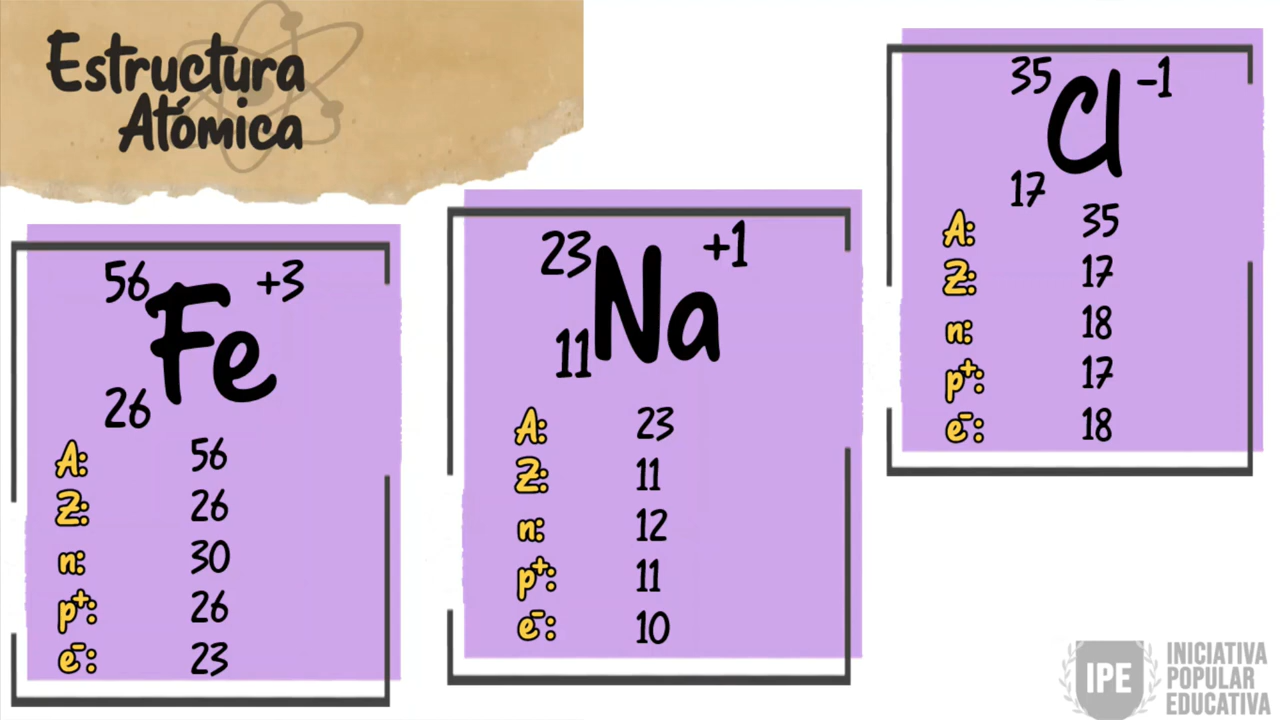 Estructura
Atómica
56
Fe
+3
26
A: 56
Z: 26
n: 30
p+: 26
e-: 23
23
Na
+1
11
A: 23
Z: 11
n: 12
p+: 11
e-: 10
35
Cl
-1
17
A: 35
Z: 17
n: 18
p+: 17
e-: 18
IPE
INICIATIVA
POPULAR
EDUCATIVA